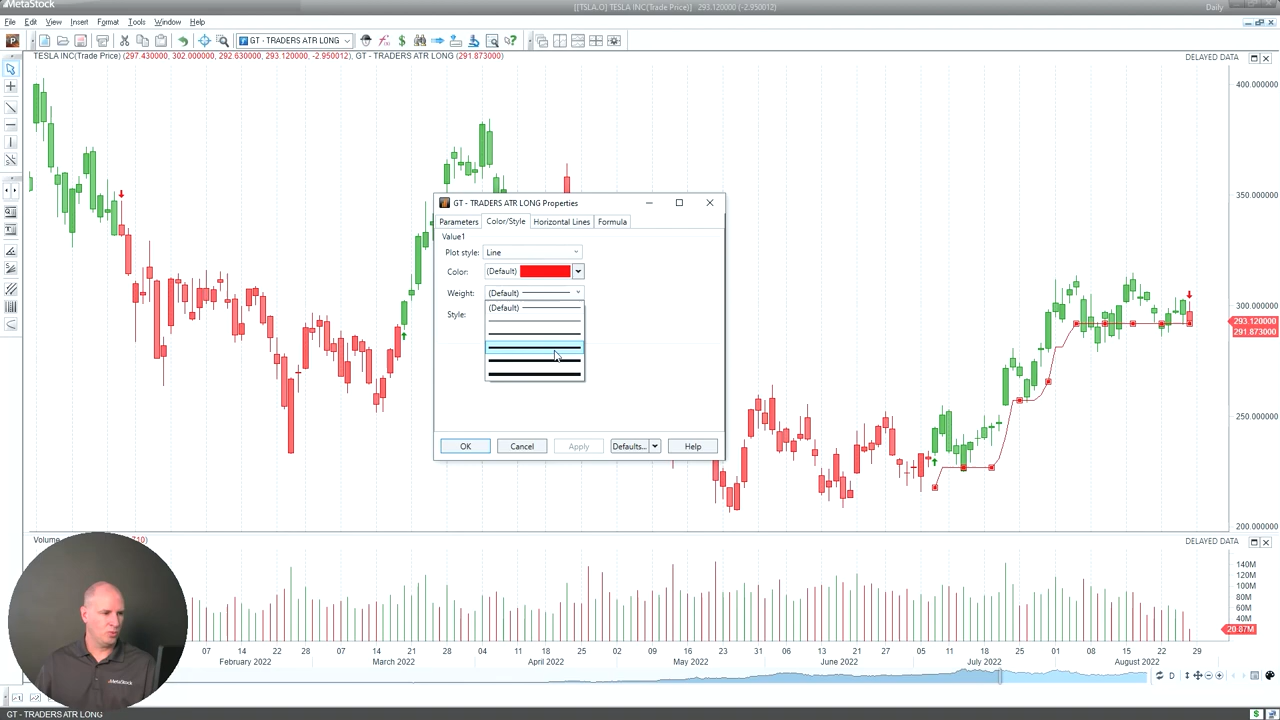 MetaStock
[[TSLA.O] TESLA INC(Trade Price) 293.120000 (-2.950012)]
Daily
File Edit View Insert Format Tools Window Help
GT - TRADERS ATR LONG
TESLA INC(Trade Price) (297.430000, 302.000000, 292.630000, 293.120000, -2.950012), GT - TRADERS ATR LONG (291.873000)
DELAYED DATA
400.000000
350.000000
300.000000
293.120000
291.873000
250.000000
200.000000
GT - TRADERS ATR LONG Properties
Parameters Color/Style Horizontal Lines Formula
Value1
Plot style: Line
Color: (Default)
Weight: (Default)
(Default)
Style:
OK Cancel Apply Defaults... Help
DELAYED DATA
140M
120M
100M
80M
60M
40M
20.87M
07 14 22 28 07 14 21 28 04 11 18 25 02 09 16 23 31 06 13 21 27 05 11 18 25 01 08 15 22 29
February 2022 March 2022 April 2022 May 2022 June 2022 July 2022 August 2022
D
MetaStock
GT - TRADERS ATR LONG